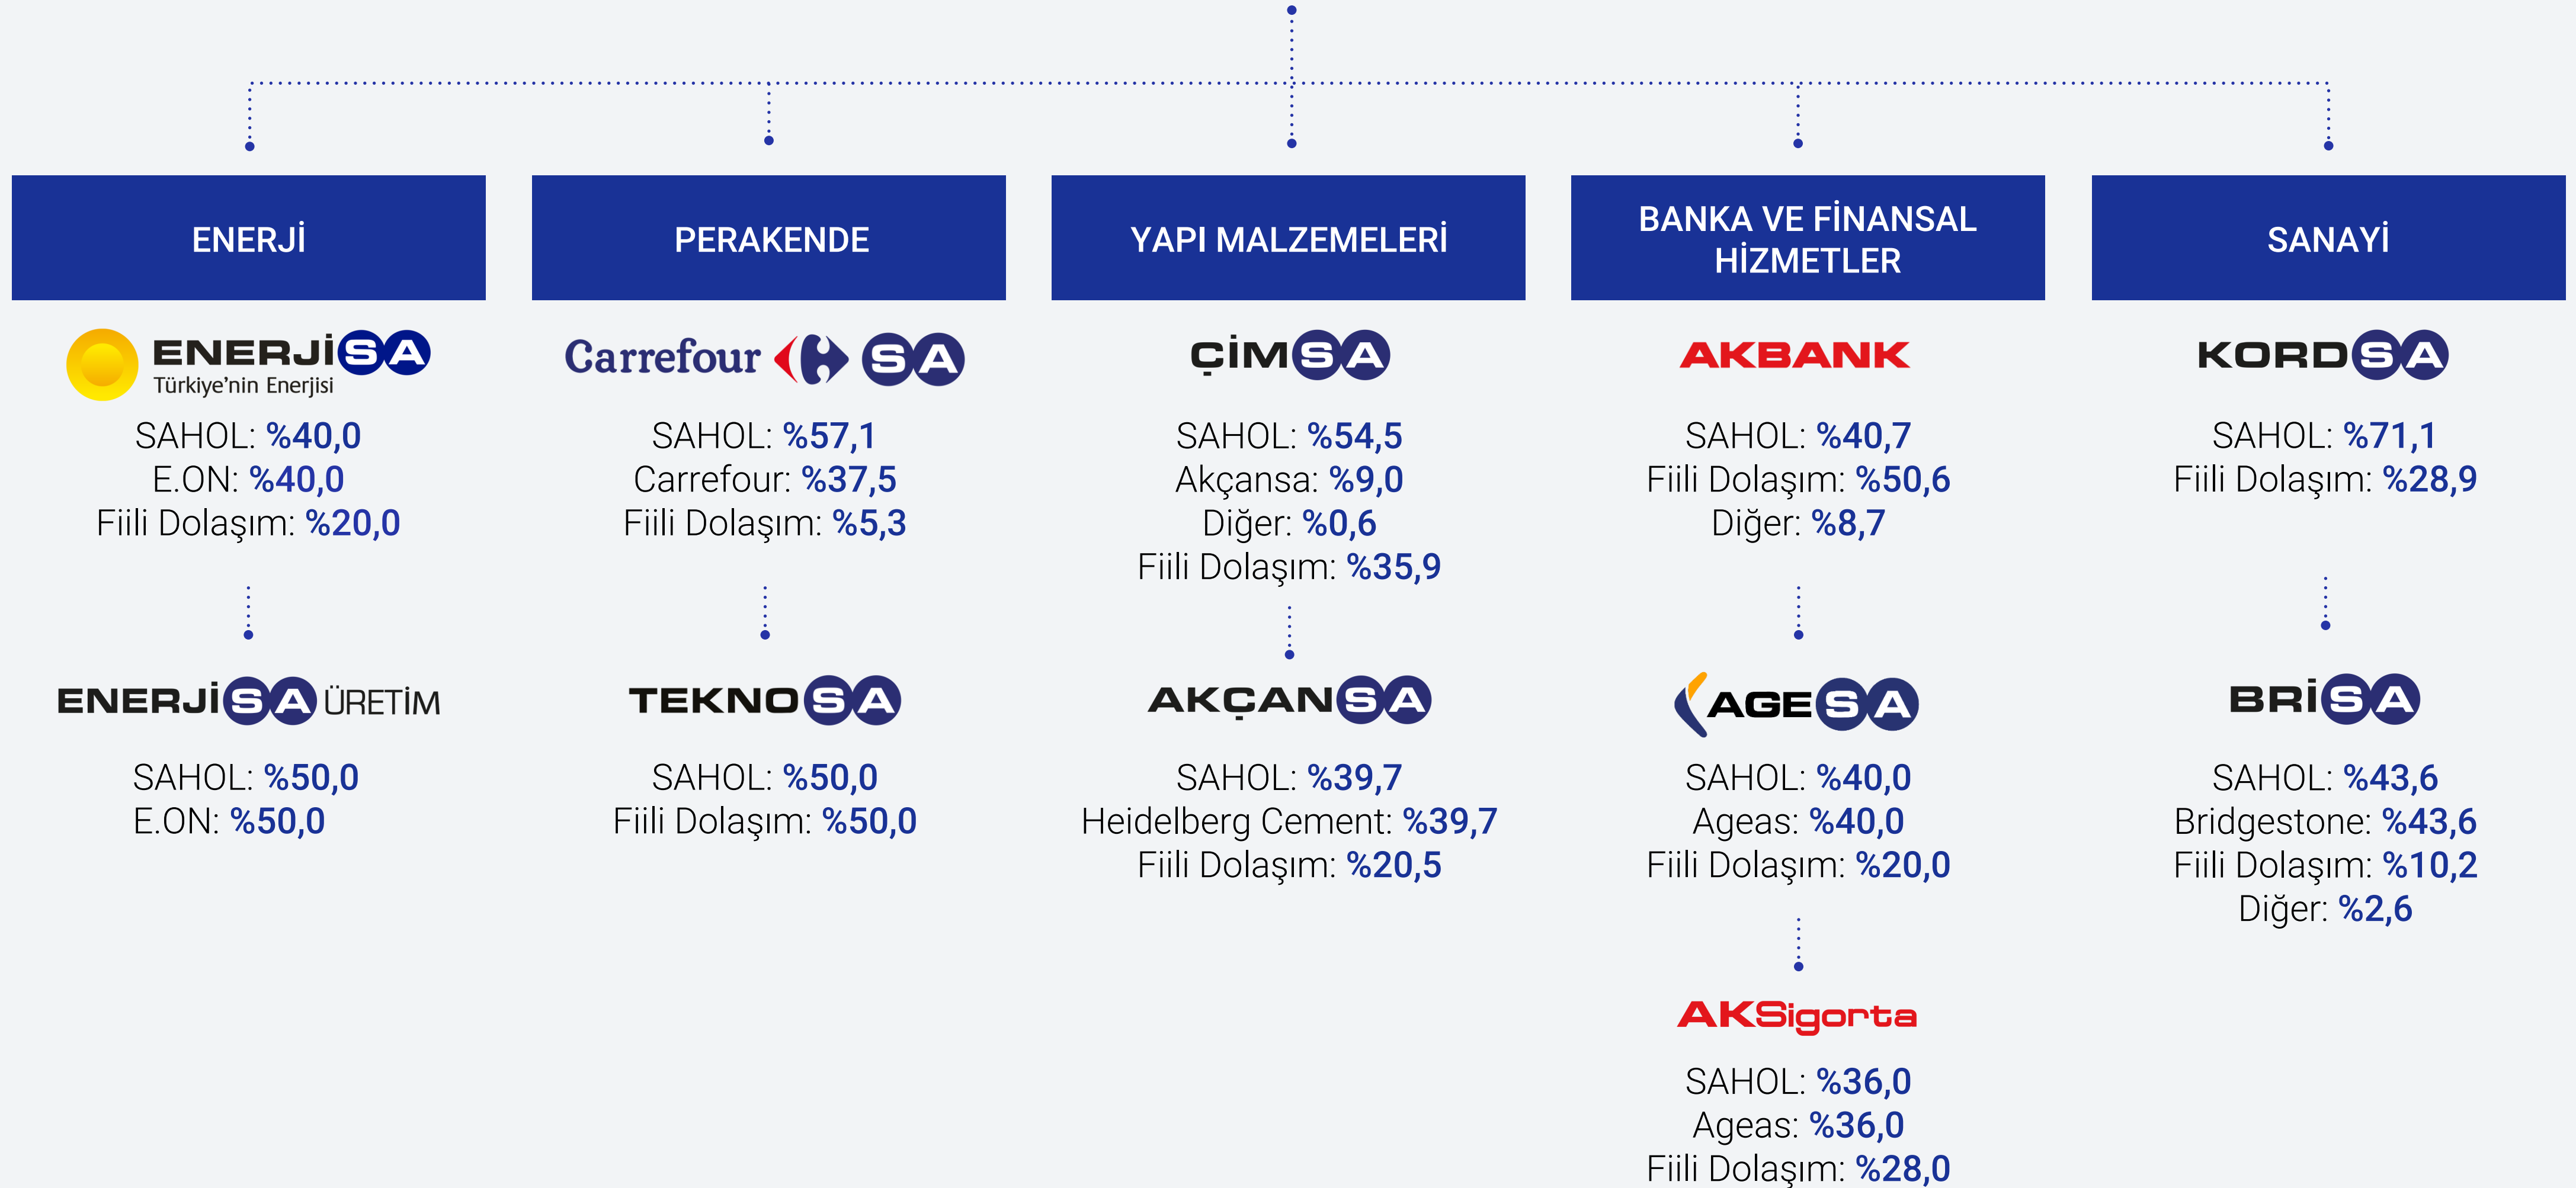 ENERJİ
ENERJİSA
Türkiye'nin Enerjisi
SAHOL: %40,0
E.ON: %40,0
Fiili Dolaşım: %20,0
ENERJİSA ÜRETİM
SAHOL: %50,0
E.ON: %50,0
PERAKENDE
Carrefour SA
SAHOL: %57,1
Carrefour: %37,5
Fiili Dolaşım: %5,3
TEKNOSA
SAHOL: %50,0
Fiili Dolaşım: %50,0
YAPI MALZEMELERİ
ÇİMSA
SAHOL: %54,5
Akçansa: %9,0
Diğer: %0,6
Fiili Dolaşım: %35,9
AKÇANSA
SAHOL: %39,7
Heidelberg Cement: %39,7
Fiili Dolaşım: %20,5
BANKA VE FİNANSAL
HİZMETLER
AKBANK
SAHOL: %40,7
Fiili Dolaşım: %50,6
Diğer: %8,7
AGESA
SAHOL: %40,0
Ageas: %40,0
Fiili Dolaşım: %20,0
AKSigorta
SAHOL: %36,0
Ageas: %36,0
Fiili Dolaşım: %28,0
SANAYİ
KORDSA
SAHOL: %71,1
Fiili Dolaşım: %28,9
BRİSA
SAHOL: %43,6
Bridgestone: %43,6
Fiili Dolaşım: %10,2
Diğer: %2,6